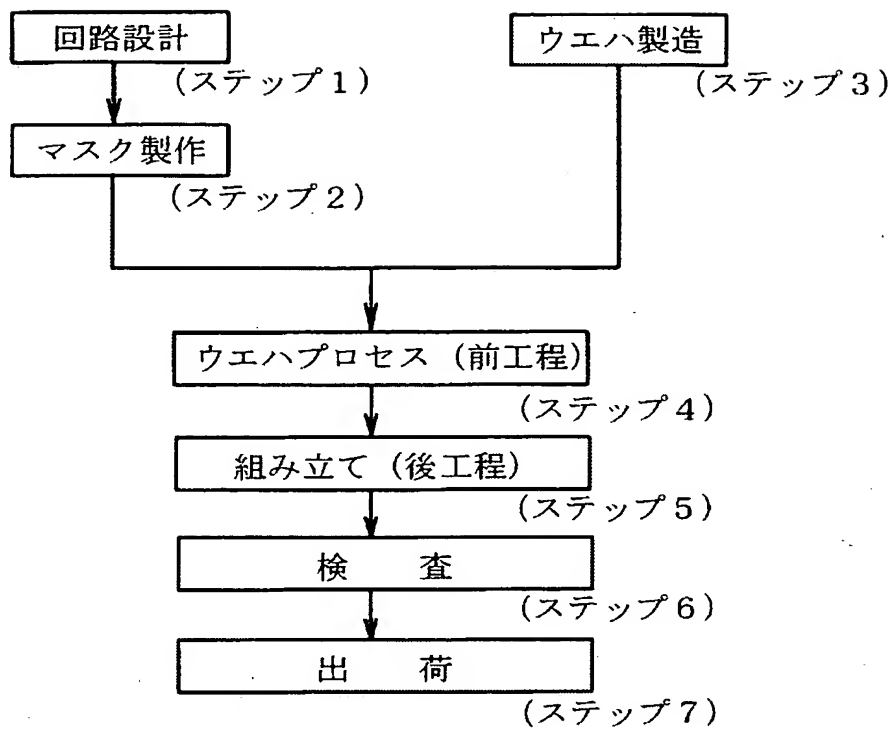 回路設計
(ステップ1)
マスク製作
(ステップ2)
ウエハ製造
(ステップ3)
ウエハプロセス (前工程)
(ステップ4)
組み立て (後工程)
(ステップ5)
検 査
(ステップ6)
出 荷
(ステップ7)